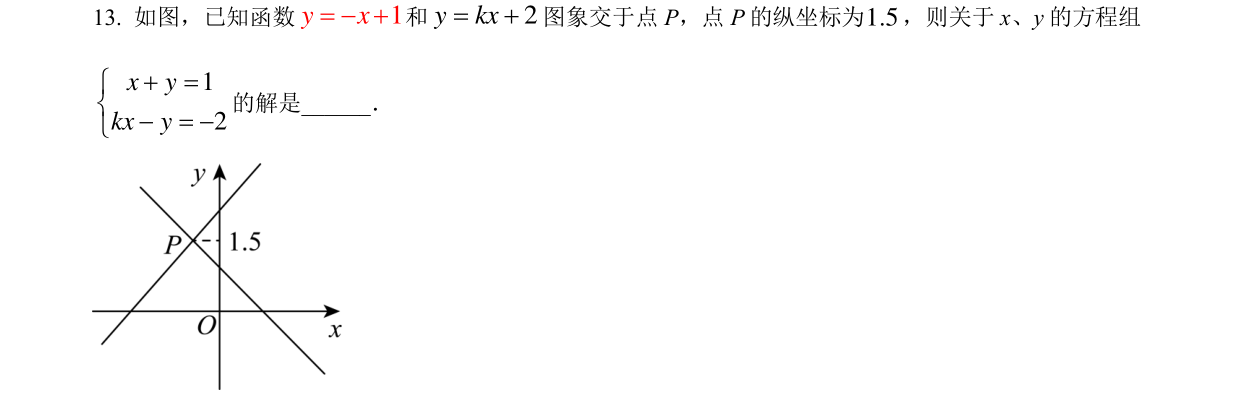 13. 如图，已知函数 y = −x+1 和 y = kx + 2 图象交于点 P，点 P 的纵坐标为1.5，则关于 x、y 的方程组
{ x + y = 1
kx − y = −2 的解是______．
y
P 1.5
O x